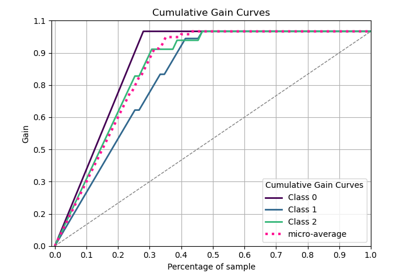 Cumulative Gain Curves
1.1
0.9
0.8
0.6
0.5
0.3
0.2
0.0
Gain
0.0 0.1 0.2 0.3 0.4 0.5 0.6 0.7 0.8 0.9 1.0
Percentage of sample
Cumulative Gain Curves
Class 0
Class 1
Class 2
micro-average